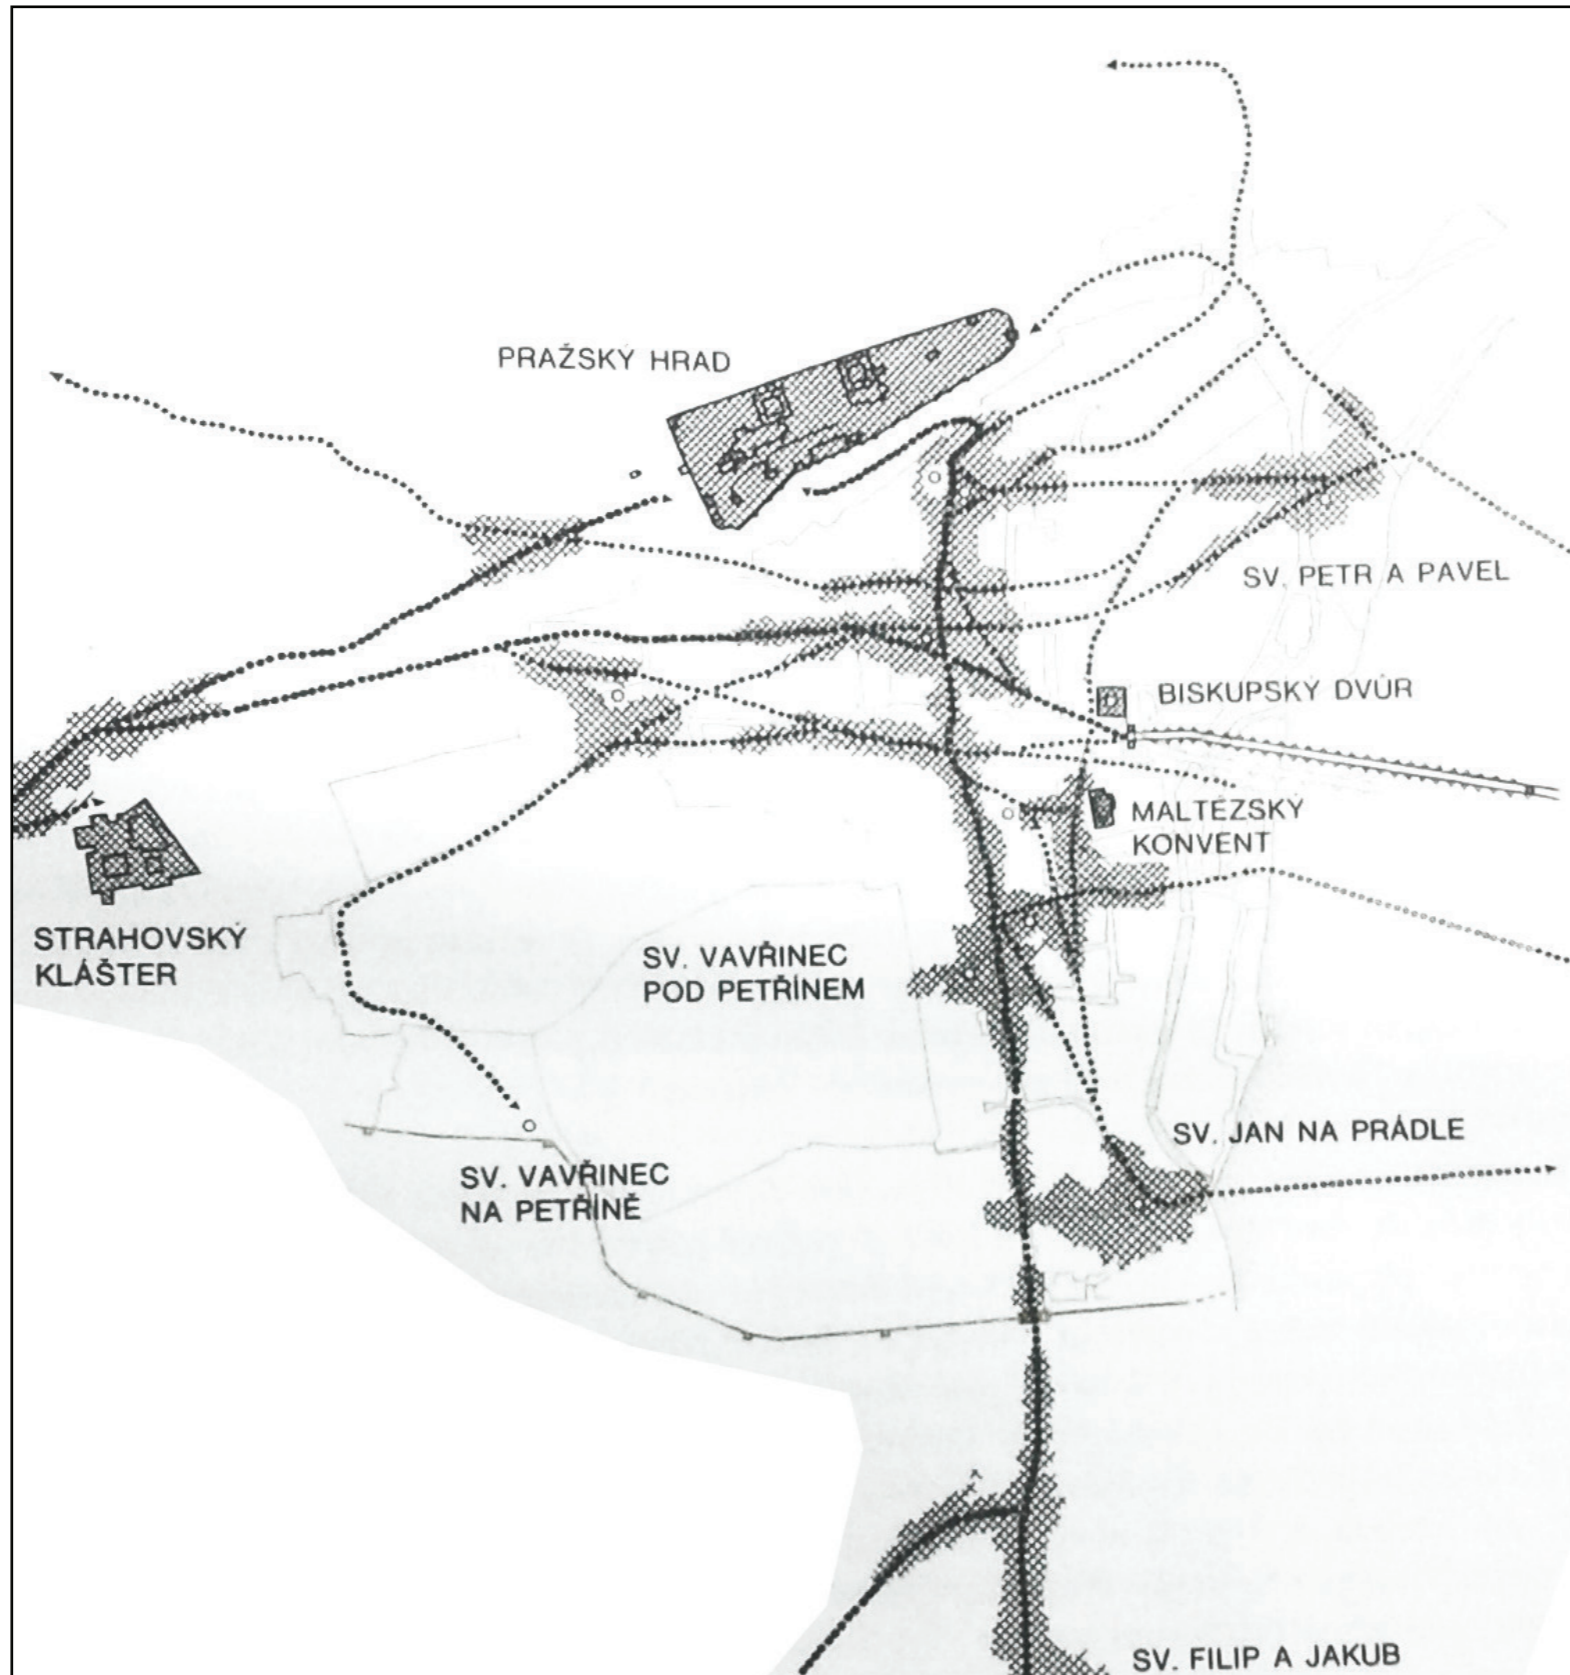 PRAŽSKÝ HRAD
SV. PETR A PAVEL
BISKUPSKÝ DVŮR
MALTÉZSKÝ
KONVENT
STRAHOVSKÝ
KLÁŠTER
SV. VAVŘINEC
POD PETŘÍNEM
SV. JAN NA PRÁDLE
SV. VAVŘINEC
NA PETŘÍNĚ
SV. FILIP A JAKUB